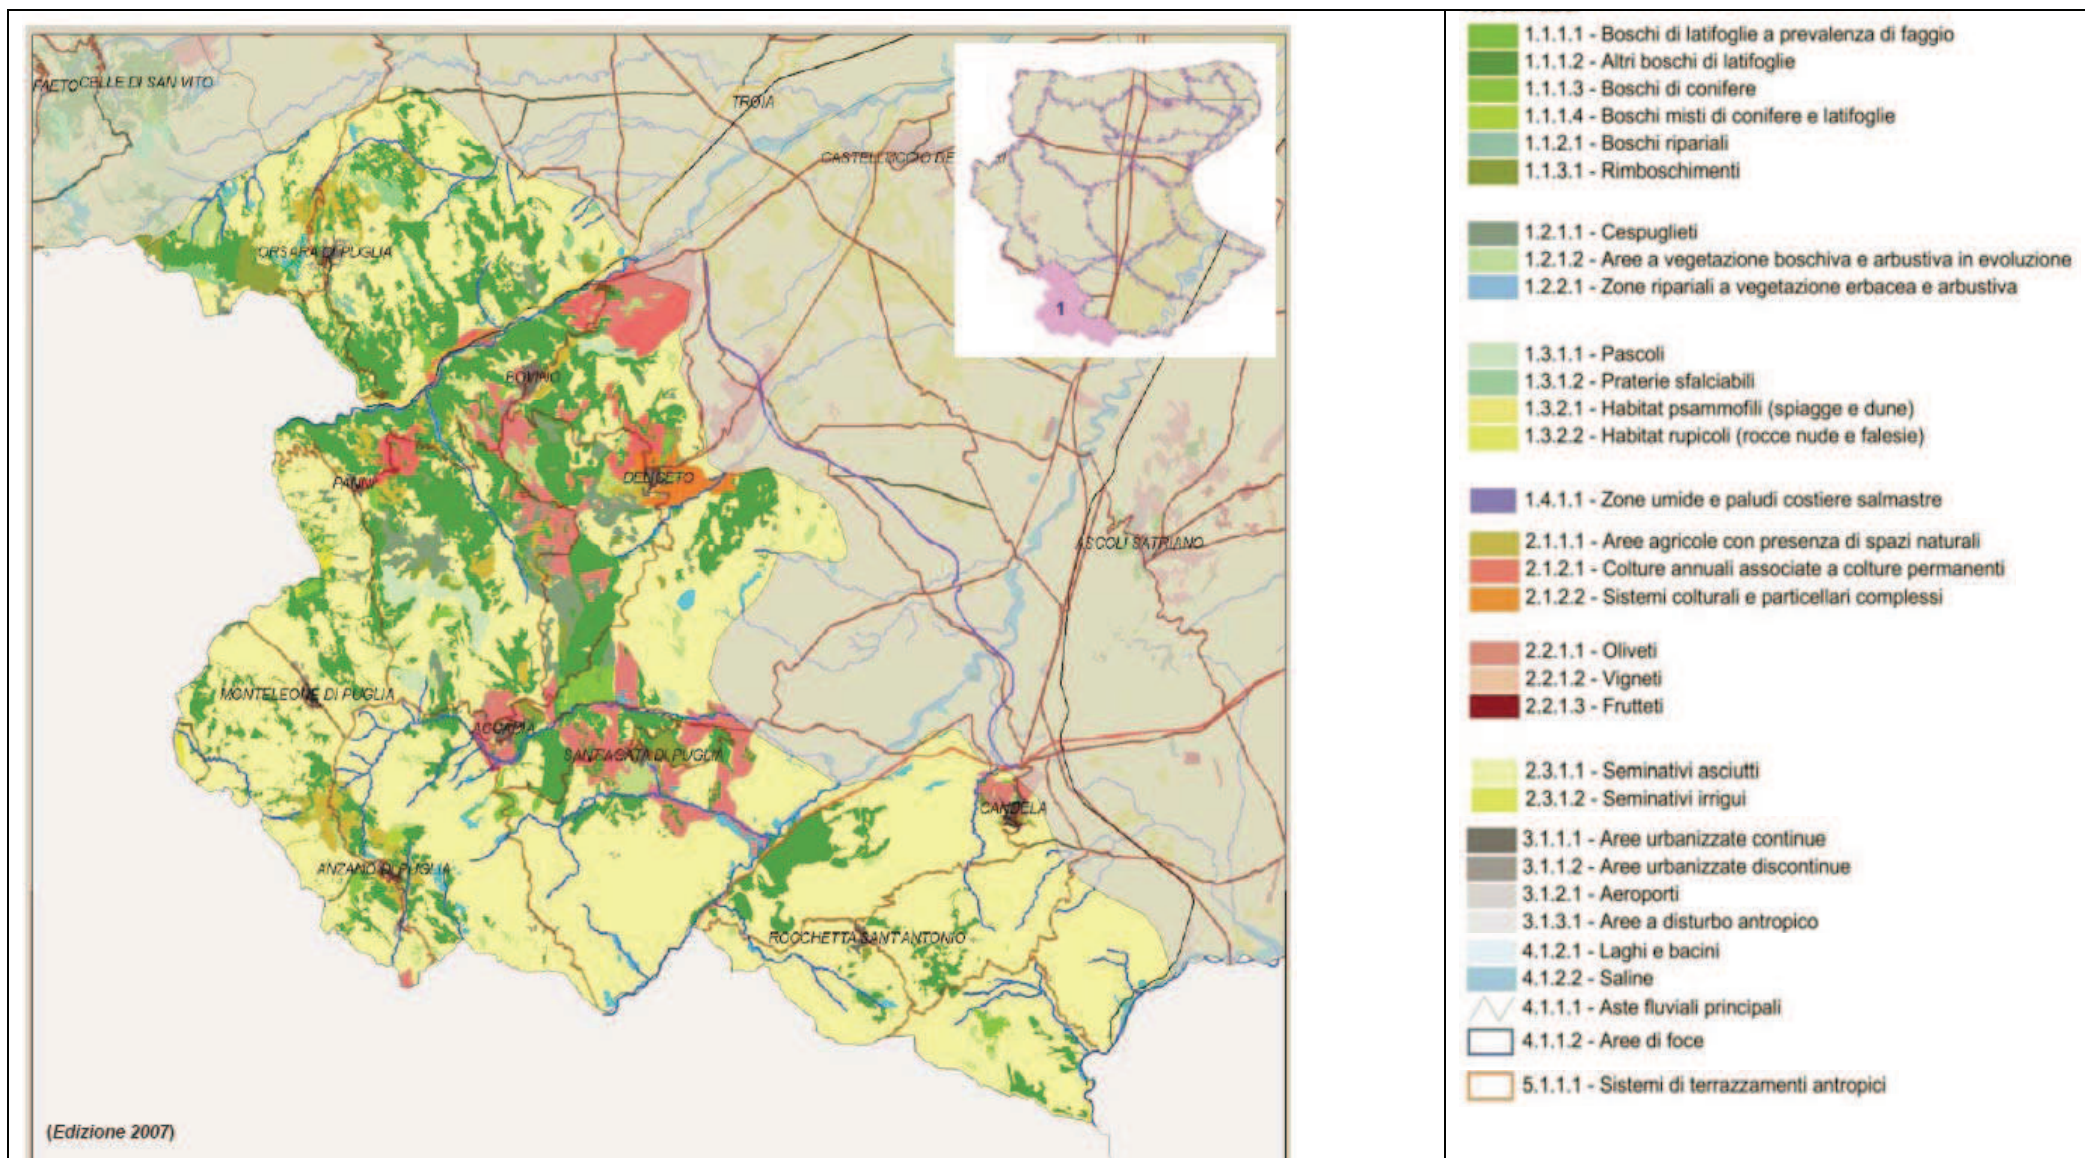 FAETO
CELLE DI SAN VITO
TROIA
CASTELLUCCIO DE
ORSARA DI PUGLIA
BOVINO
PANNI
DELICETO
ASCOLI SATRIANO
MONTELEONE DI PUGLIA
ACCADIA
SANT'AGATA DI PUGLIA
CANDELA
ANZANO DI PUGLIA
ROCCHETTA SANT'ANTONIO
1
(Edizione 2007)
1.1.1.1 - Boschi di latifoglie a prevalenza di faggio
1.1.1.2 - Altri boschi di latifoglie
1.1.1.3 - Boschi di conifere
1.1.1.4 - Boschi misti di conifere e latifoglie
1.1.2.1 - Boschi ripariali
1.1.3.1 - Rimboschimenti
1.2.1.1 - Cespuglieti
1.2.1.2 - Aree a vegetazione boschiva e arbustiva in evoluzione
1.2.2.1 - Zone ripariali a vegetazione erbacea e arbustiva
1.3.1.1 - Pascoli
1.3.1.2 - Praterie sfalciabili
1.3.2.1 - Habitat psammofili (spiagge e dune)
1.3.2.2 - Habitat rupicoli (rocce nude e falesie)
1.4.1.1 - Zone umide e paludi costiere salmastre
2.1.1.1 - Aree agricole con presenza di spazi naturali
2.1.2.1 - Colture annuali associate a colture permanenti
2.1.2.2 - Sistemi colturali e particellari complessi
2.2.1.1 - Oliveti
2.2.1.2 - Vigneti
2.2.1.3 - Frutteti
2.3.1.1 - Seminativi asciutti
2.3.1.2 - Seminativi irrigui
3.1.1.1 - Aree urbanizzate continue
3.1.1.2 - Aree urbanizzate discontinue
3.1.2.1 - Aeroporti
3.1.3.1 - Aree a disturbo antropico
4.1.2.1 - Laghi e bacini
4.1.2.2 - Saline
4.1.1.1 - Aste fluviali principali
4.1.1.2 - Aree di foce
5.1.1.1 - Sistemi di terrazzamenti antropici